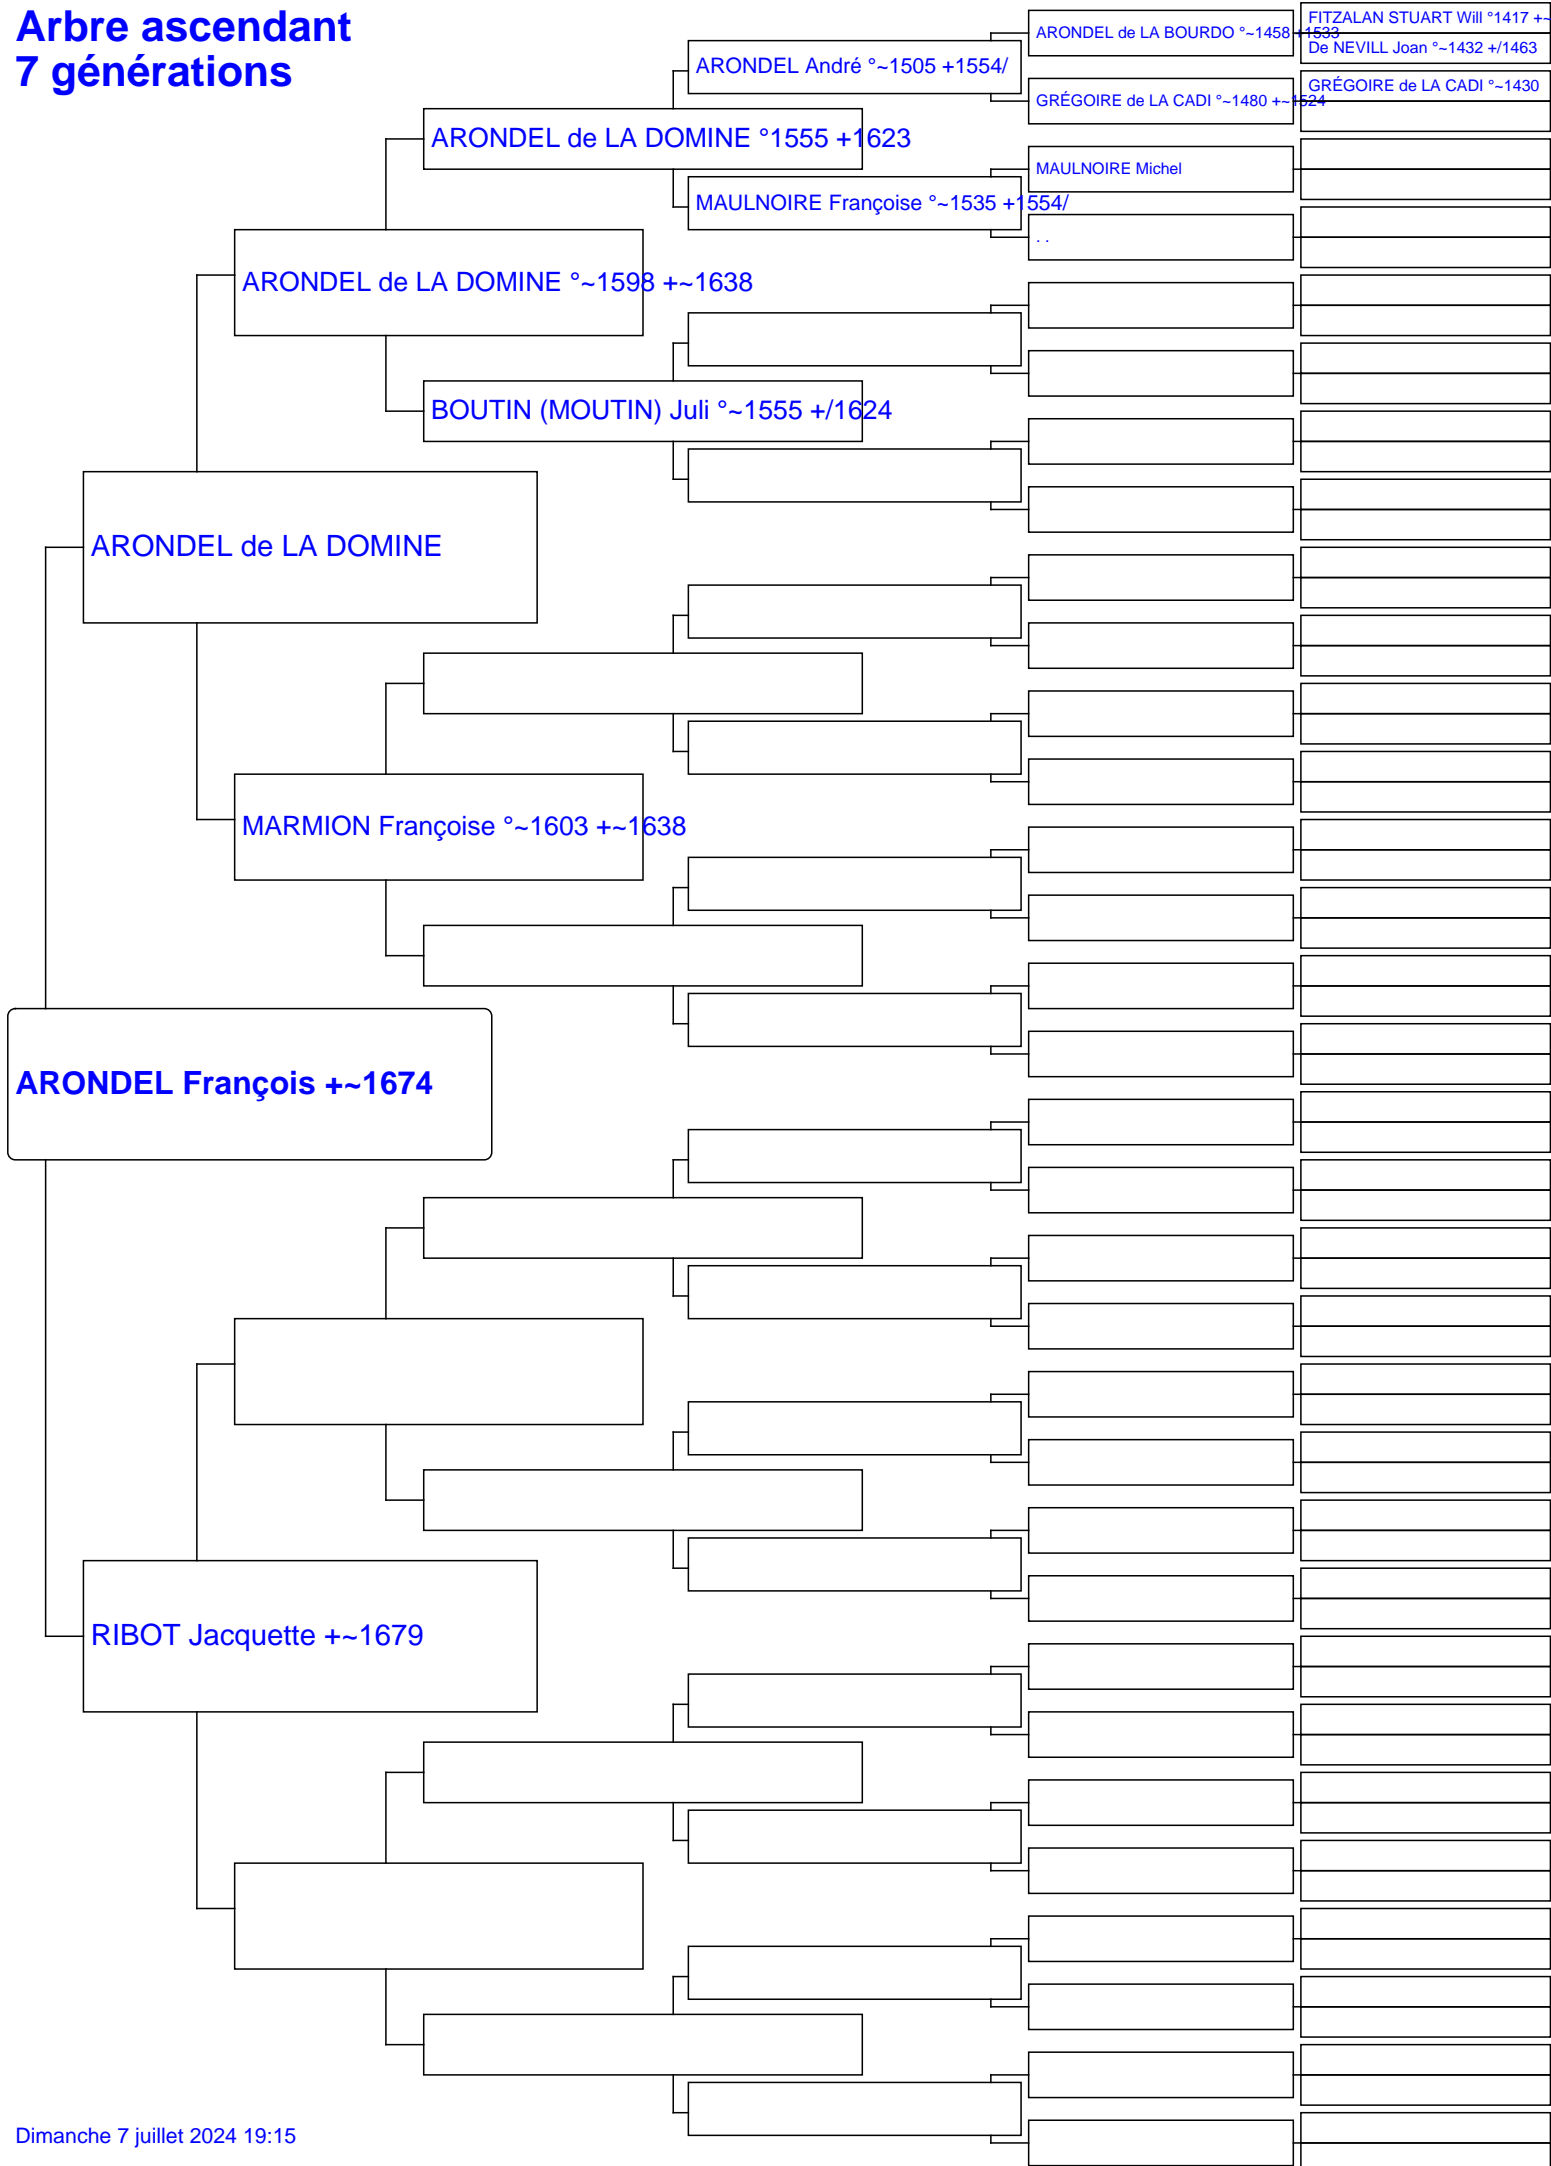 Arbre ascendant
7 générations
FITZALAN STUART Will °1417 +~
ARONDEL de LA BOURDO °~1458 +1533
De NEVILL Joan °~1432 +/1463
ARONDEL André °~1505 +1554/
GRÉGOIRE de LA CADI °~1430
GRÉGOIRE de LA CADI °~1480 +~1524
ARONDEL de LA DOMINE °1555 +1623
MAULNOIRE Michel
MAULNOIRE Françoise °~1535 +1554/
. .
ARONDEL de LA DOMINE °~1598 +~1638
BOUTIN (MOUTIN) Juli °~1555 +/1624
ARONDEL de LA DOMINE
MARMION Françoise °~1603 +~1638
ARONDEL François +~1674
RIBOT Jacquette +~1679
Dimanche 7 juillet 2024 19:15